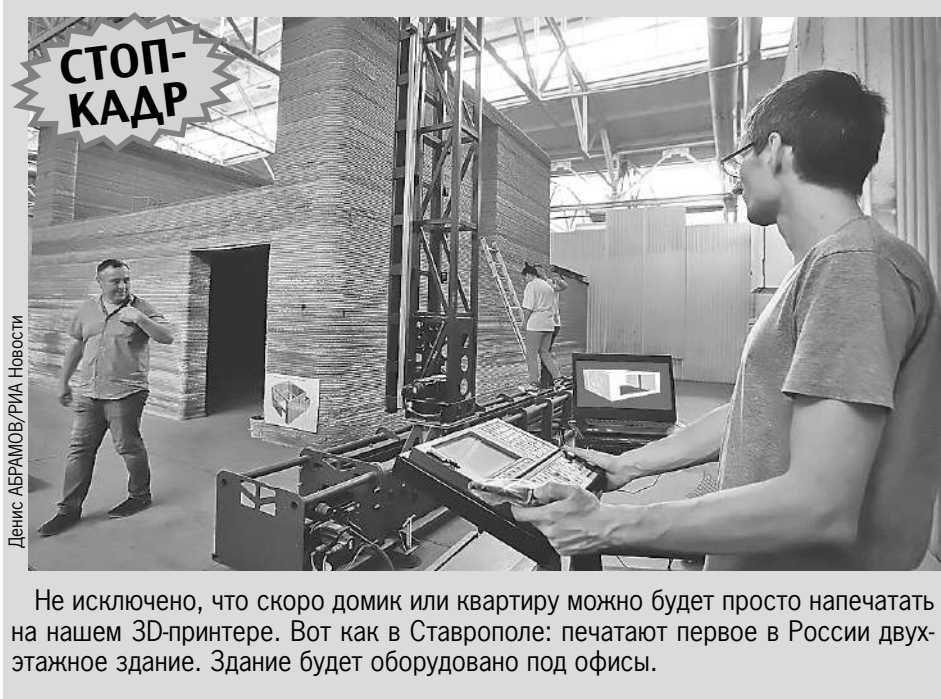 СТОП-
КАДР
Денис АБРАМОВ/РИА Новости
Не исключено, что скоро домик или квартиру можно будет просто напечатать
на нашем 3D-принтере. Вот как в Ставрополе: печатают первое в России двух-
этажное здание. Здание будет оборудовано под офисы.